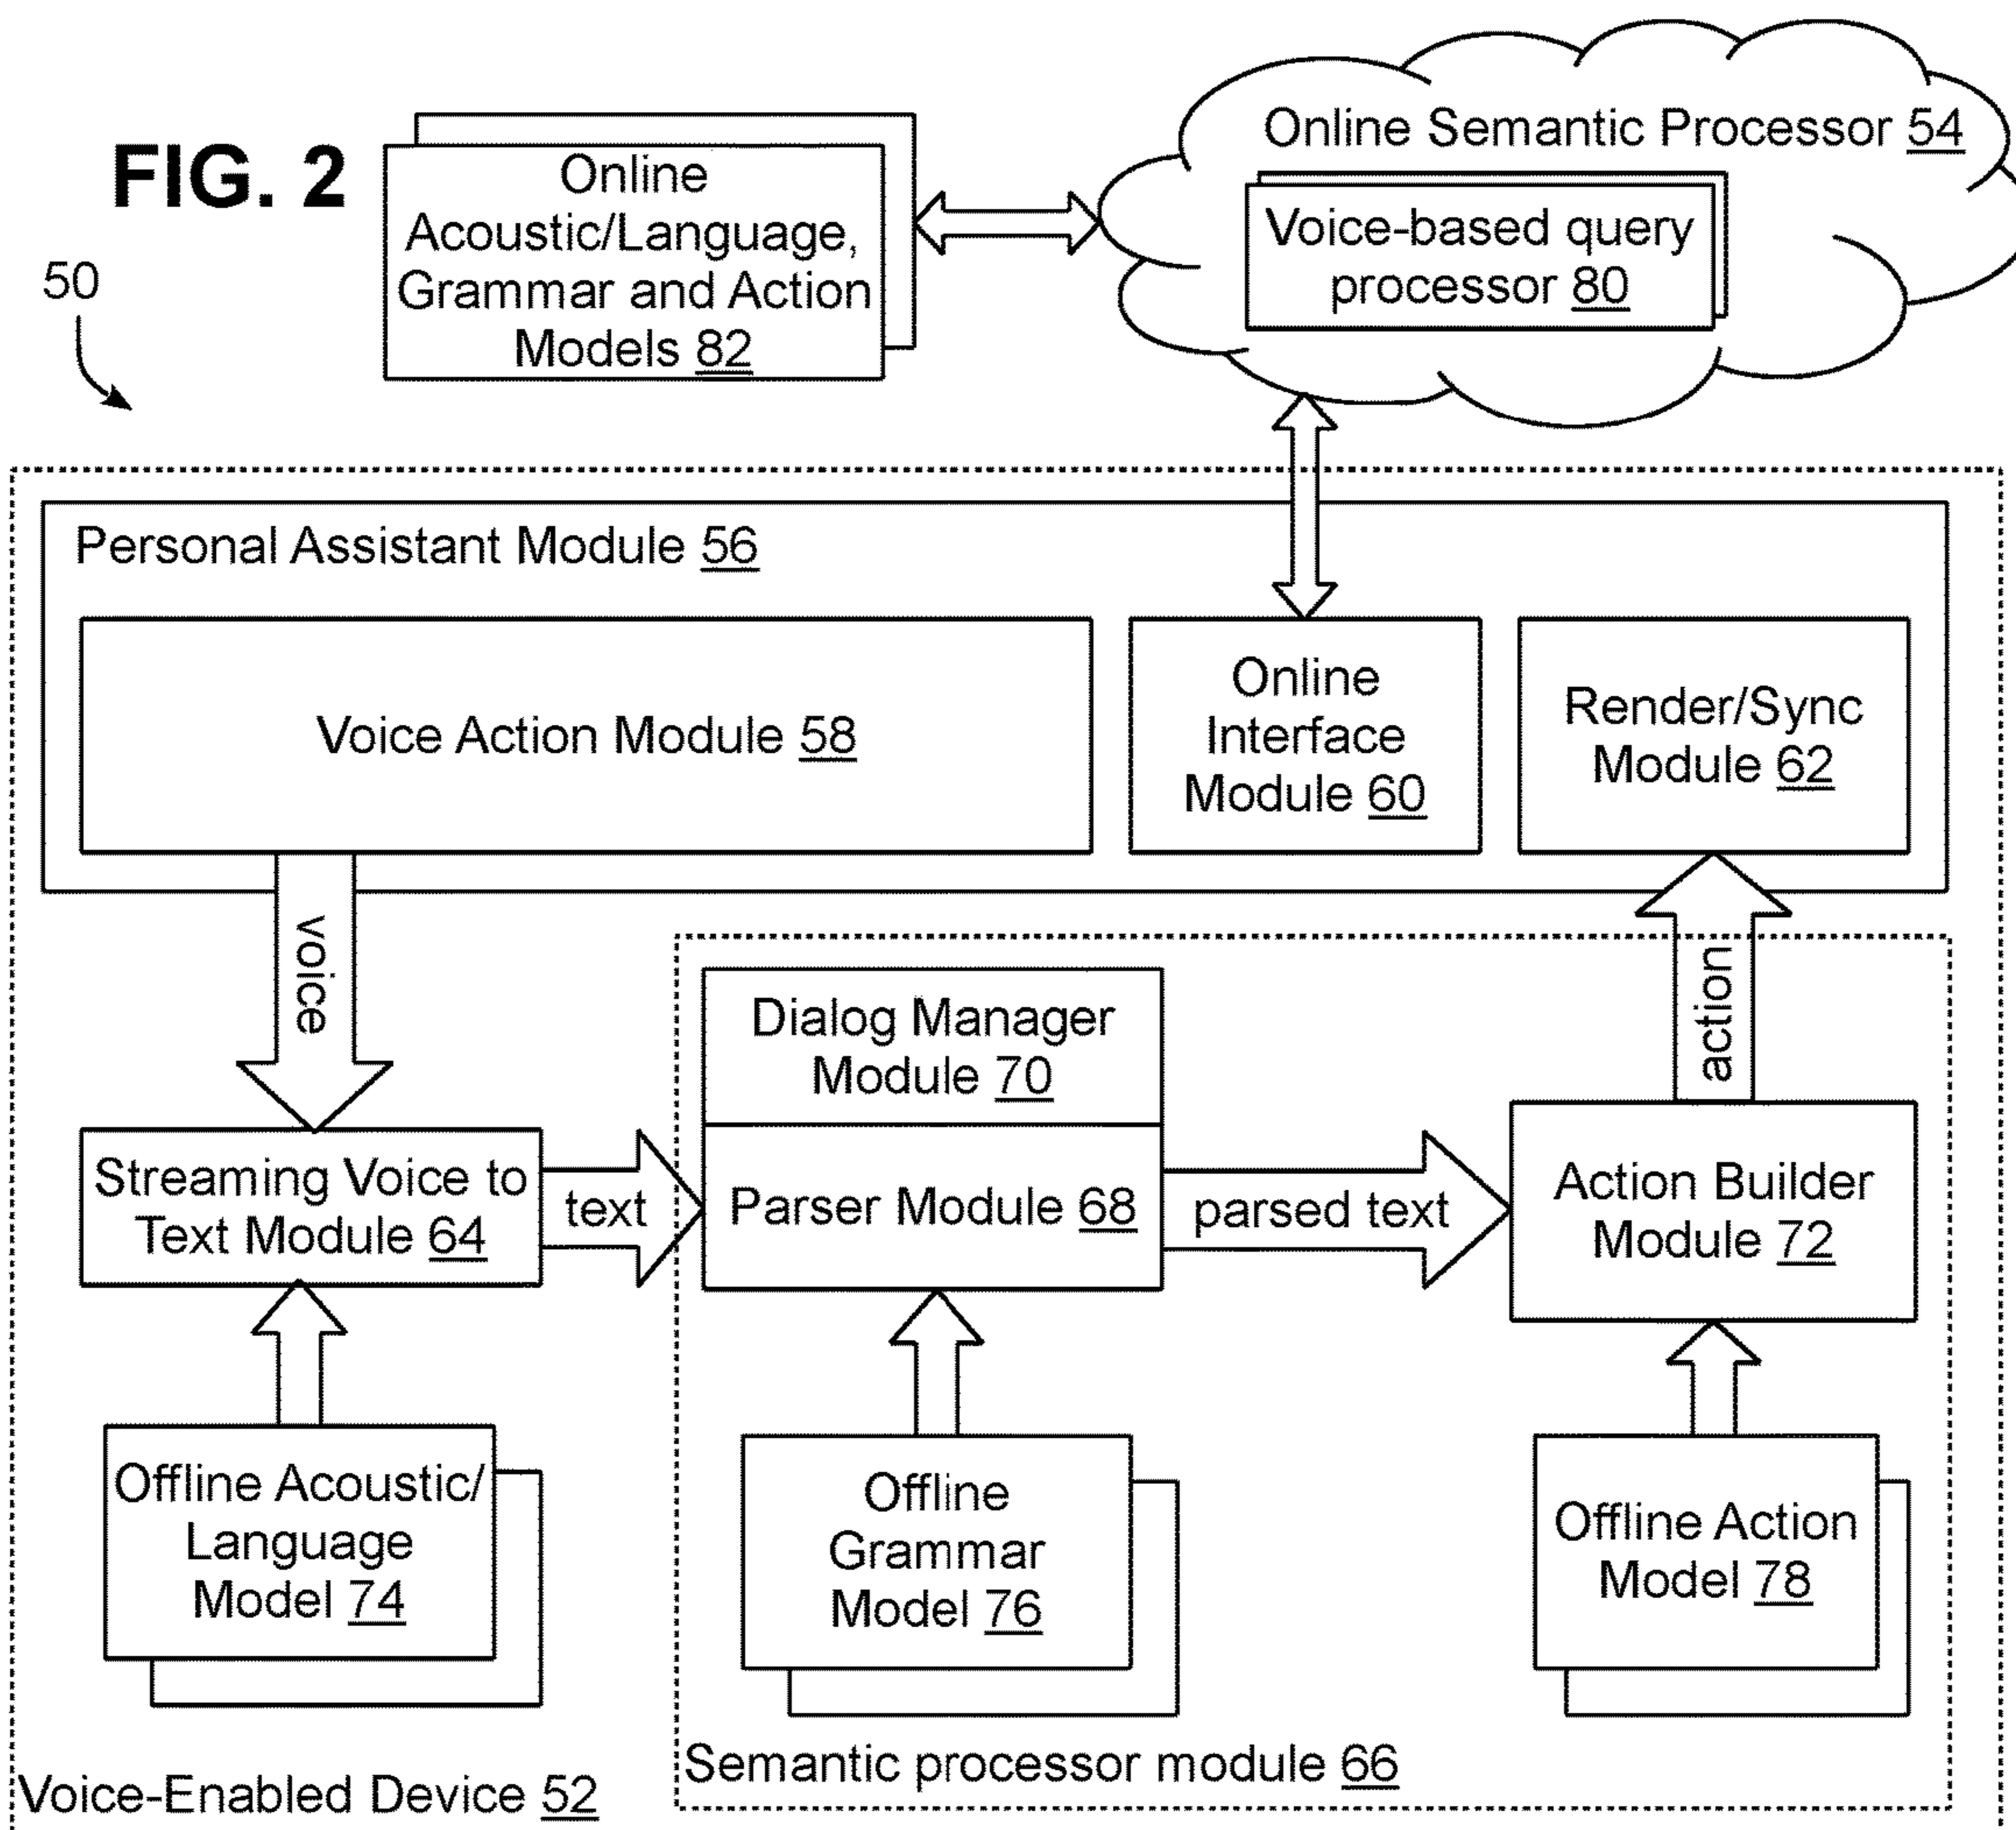 FIG. 2
50
Online
Acoustic/Language,
Grammar and Action
Models 82
Online Semantic Processor 54
Voice-based query
processor 80
Personal Assistant Module 56
Voice Action Module 58
Online
Interface
Module 60
Render/Sync
Module 62
voice
action
Dialog Manager
Module 70
Streaming Voice to
Text Module 64
text
Parser Module 68
parsed text
Action Builder
Module 72
Offline Acoustic/
Language
Model 74
Offline
Grammar
Model 76
Offline Action
Model 78
Semantic processor module 66
Voice-Enabled Device 52